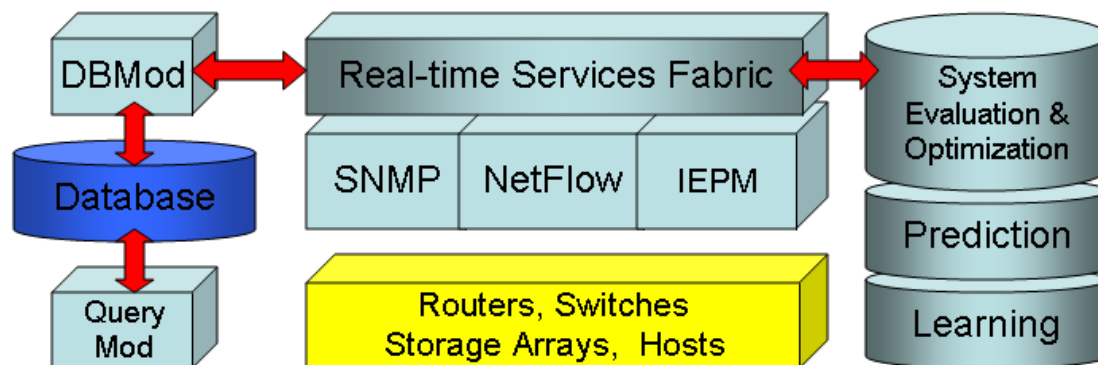 DBMod
Real-time Services Fabric
System
Evaluation &
Optimization
SNMP
NetFlow
IEPM
Database
Prediction
Query
Mod
Routers, Switches
Storage Arrays, Hosts
Learning